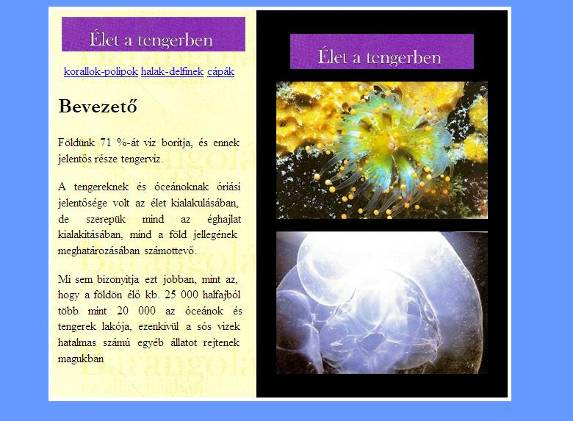 Élet a tengerben
korallok-polipok halak-delfinek cápák
Bevezető
Földünk 71 %-át víz borítja, és ennek
jelentős része tengervíz.
A tengereknek és óceánoknak óriási
jelentősége volt az élet kialakulásában,
de szerepük mind az éghajlat
kialakításában, mind a föld jellegének
meghatározásában számottevő.
Mi sem bizonyítja ezt jobban, mint az,
hogy a földön élő kb. 25 000 halfajból
több mint 20 000 az óceánok és
tengerek lakója, ezenkívül a sós vizek
hatalmas számú egyéb állatot rejtenek
magukban
Élet a tengerben